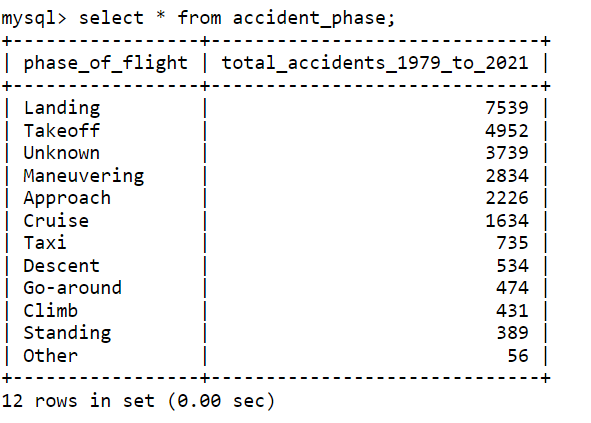 mysql> select * from accident_phase;
+-----------------+-------------------------------+
| phase_of_flight | total_accidents_1979_to_2021 |
+-----------------+-------------------------------+
| Landing | 7539 |
| Takeoff | 4952 |
| Unknown | 3739 |
| Maneuvering | 2834 |
| Approach | 2226 |
| Cruise | 1634 |
| Taxi | 735 |
| Descent | 534 |
| Go-around | 474 |
| Climb | 431 |
| Standing | 389 |
| Other | 56 |
+-----------------+-------------------------------+
12 rows in set (0.00 sec)